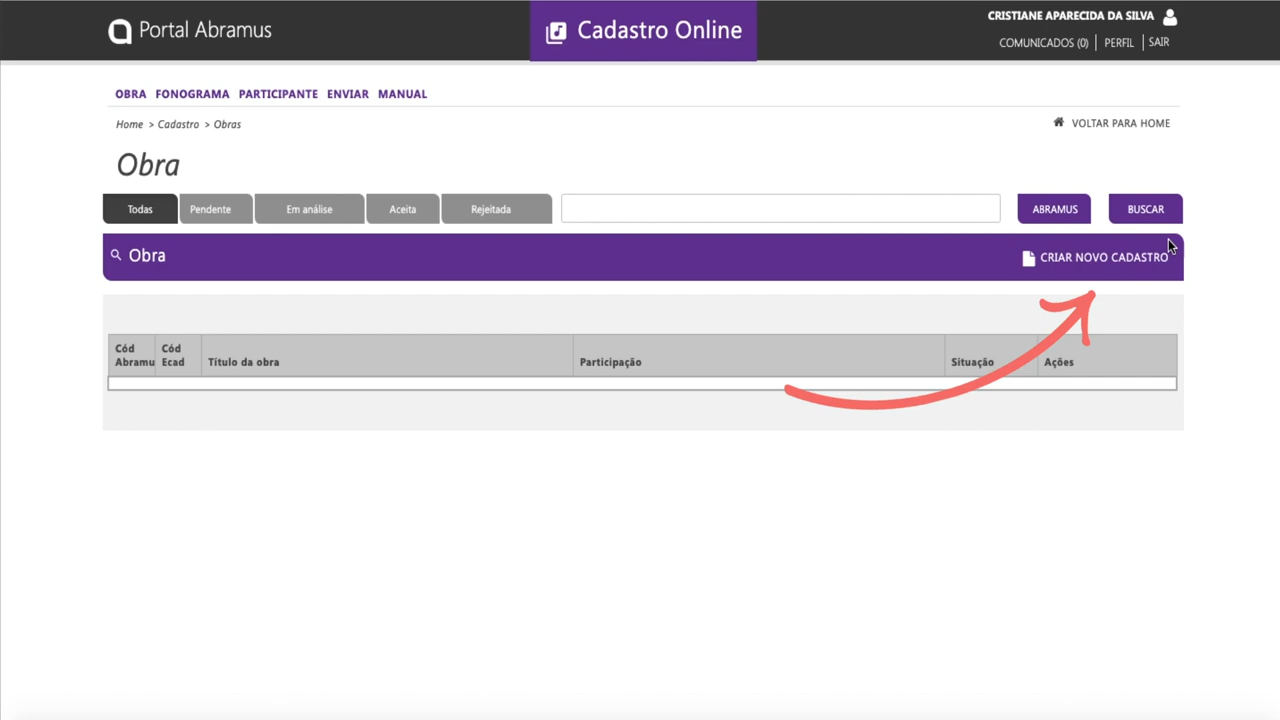 Portal Abramus
Cadastro Online
CRISTIANE APARECIDA DA SILVA
COMUNICADOS (0) PERFIL SAIR
OBRA FONOGRAMA PARTICIPANTE ENVIAR MANUAL
Home > Cadastro > Obras
VOLTAR PARA HOME
Obra
Todas Pendente Em análise Aceita Rejeitada ABRAMUS BUSCAR
Obra
CRIAR NOVO CADASTRO
Cód Abramu
Cód Ecad
Título da obra
Participação
Situação
Ações